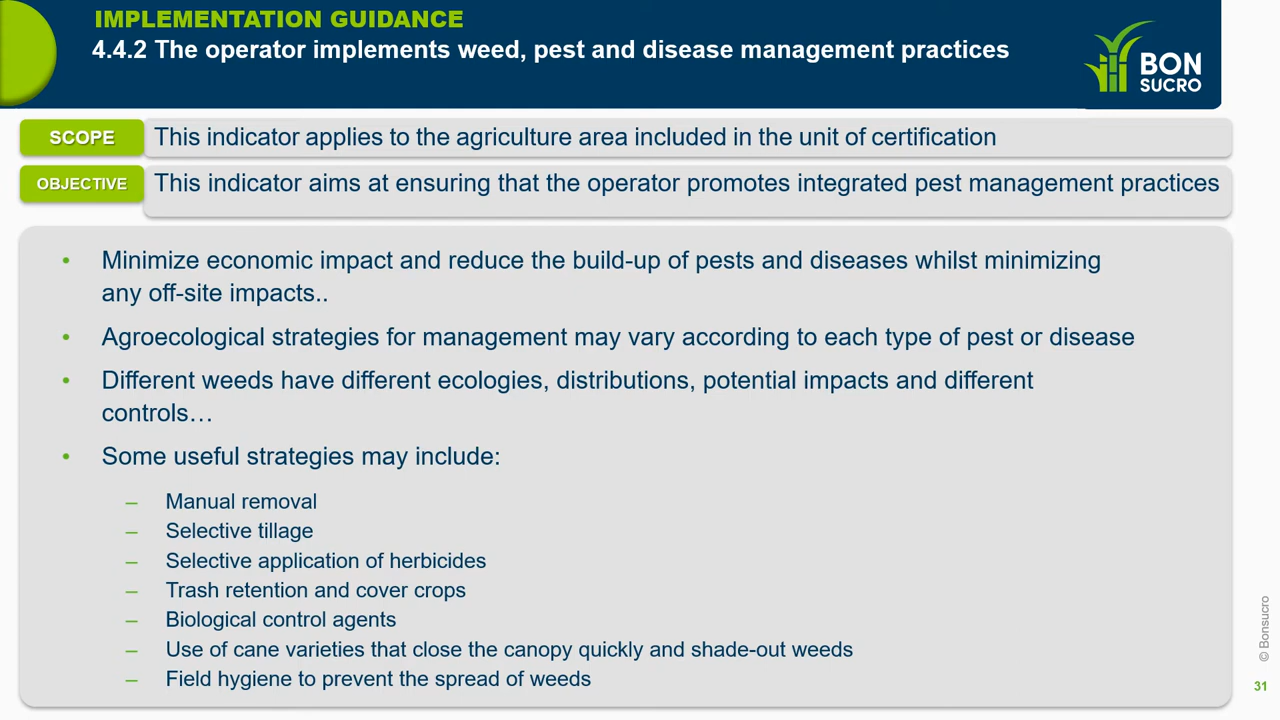 IMPLEMENTATION GUIDANCE
4.4.2 The operator implements weed, pest and disease management practices
BON
SUCRO
SCOPE
This indicator applies to the agriculture area included in the unit of certification
OBJECTIVE
This indicator aims at ensuring that the operator promotes integrated pest management practices
• Minimize economic impact and reduce the build-up of pests and diseases whilst minimizing
any off-site impacts..
• Agroecological strategies for management may vary according to each type of pest or disease
• Different weeds have different ecologies, distributions, potential impacts and different
controls…
• Some useful strategies may include:
– Manual removal
– Selective tillage
– Selective application of herbicides
– Trash retention and cover crops
– Biological control agents
– Use of cane varieties that close the canopy quickly and shade-out weeds
– Field hygiene to prevent the spread of weeds
© Bonsucro
31